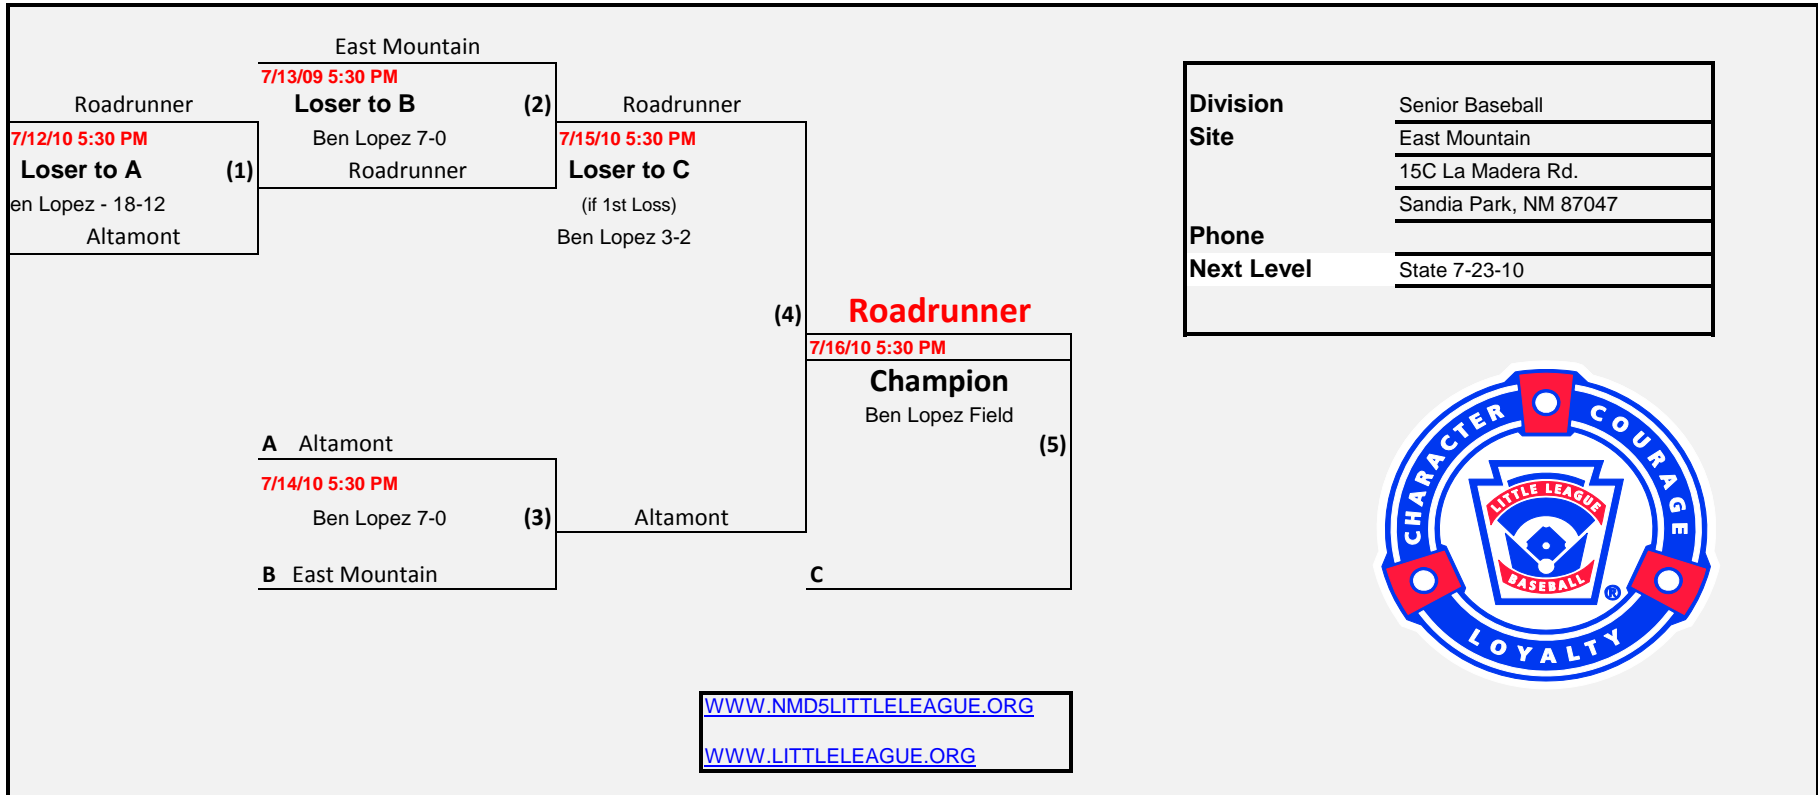 East Mountain
7/13/09 5:30 PM
Roadrunner
Loser to B (2)
Roadrunner
7/12/10 5:30 PM
Ben Lopez 7-0
7/15/10 5:30 PM
Loser to A (1)
Roadrunner
Loser to C
en Lopez - 18-12
(if 1st Loss)
Altamont
Ben Lopez 3-2
(4)
Roadrunner
7/16/10 5:30 PM
Champion
Ben Lopez Field
(5)
A Altamont
7/14/10 5:30 PM
Ben Lopez 7-0 (3)
Altamont
B East Mountain
C
Division Senior Baseball
Site East Mountain
15C La Madera Rd.
Sandia Park, NM 87047
Phone
Next Level State 7-23-10
CHARACTER
COURAGE
LOYALTY
LITTLE LEAGUE
BASEBALL
®
WWW.NMD5LITTLELEAGUE.ORG
WWW.LITTLELEAGUE.ORG